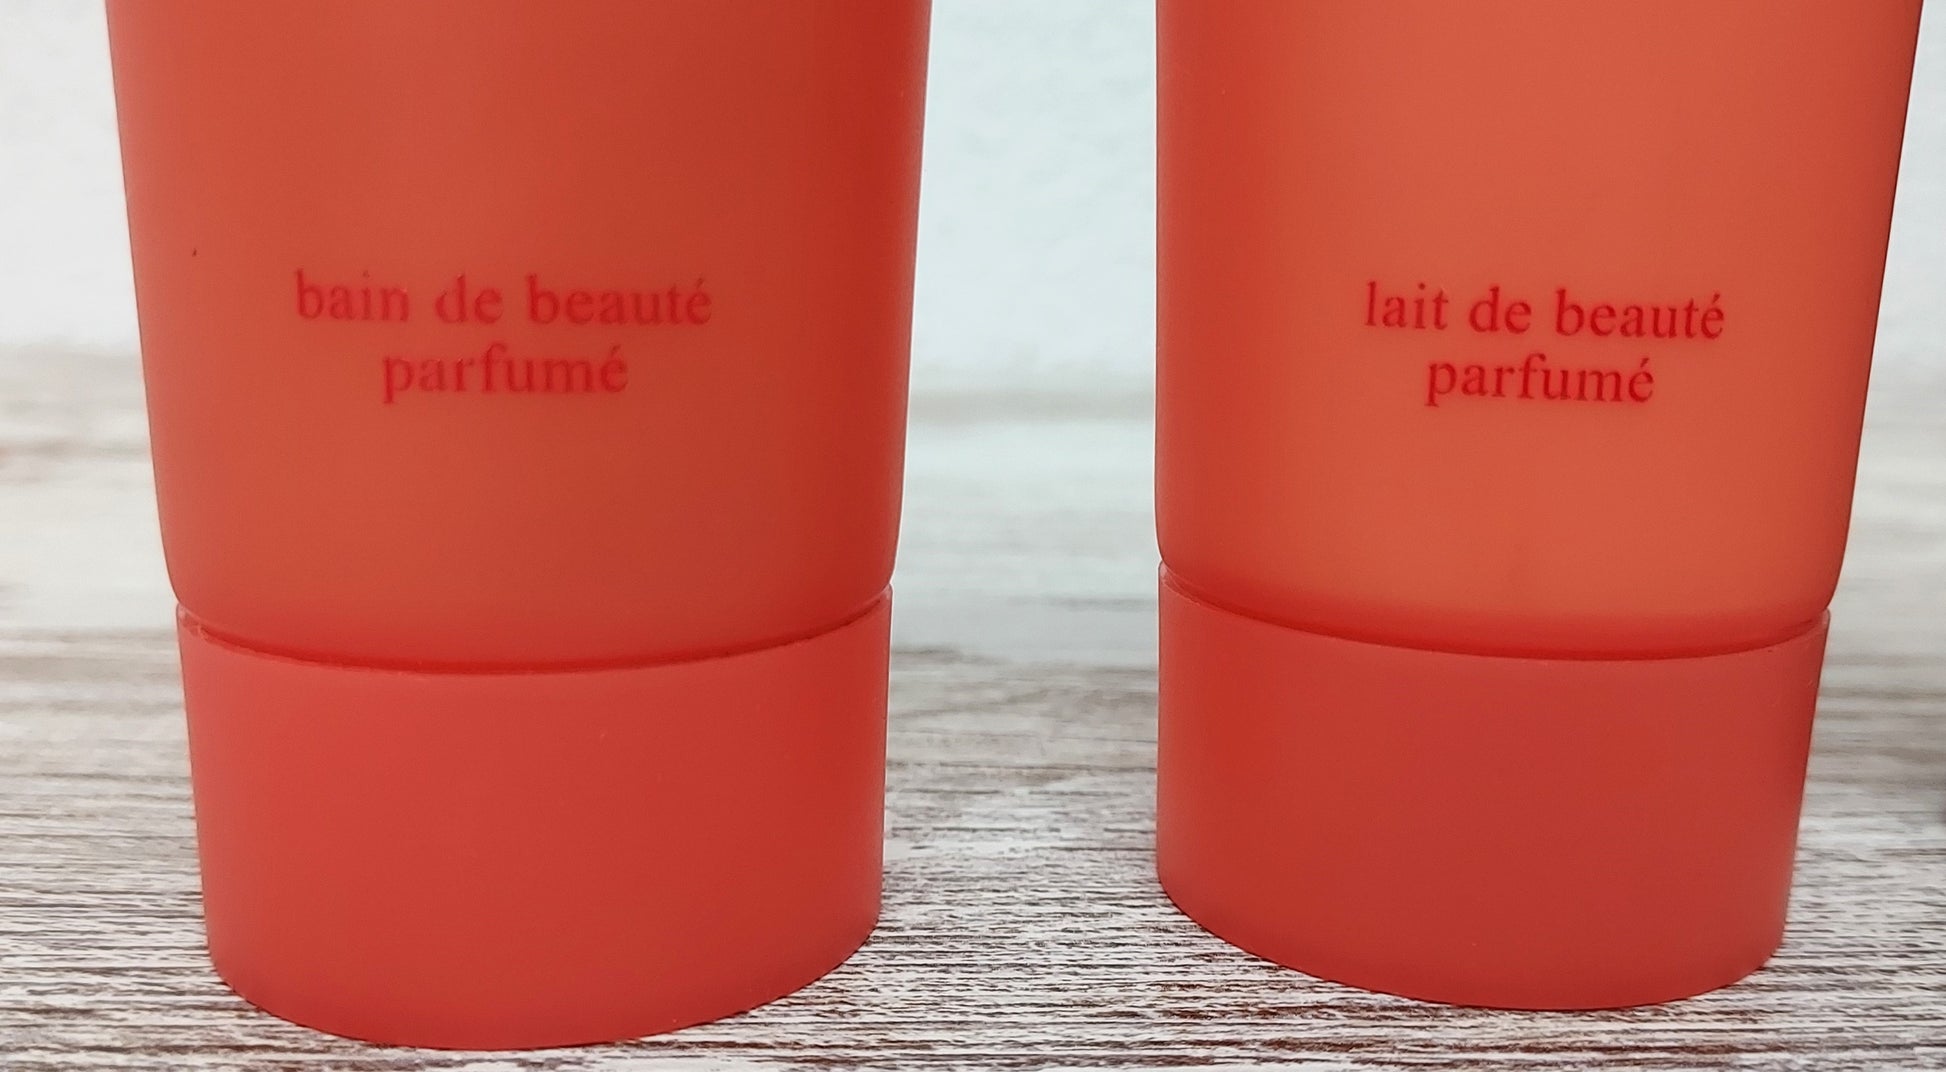 bain de beauté
parfumé
lait de beauté
parfumé